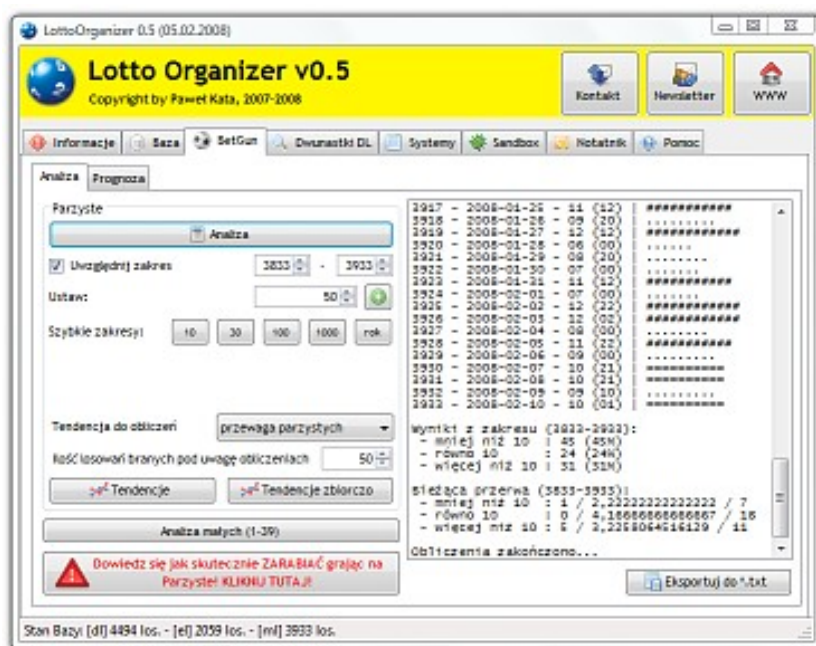 LottoOrganizer 0.5 (05.02.2008)
Lotto Organizer v0.5
Copyright by Paweł Kata, 2007-2008
Kontakt
Newsletter
WWW
Informacje
Baza
SetGun
Dwunastki DL
Systemy
Sandbox
Notatnik
Pomoc
Analiza
Prognoza
Parzyste
Analiza
Uwzględnij zakres 3833 - 3933
Ustaw: 50
Szybkie zakresy: 10 30 100 1000 rok
Tendencja do obliczeń przewaga parzystych
Ilość losowań branych pod uwagę obliczeniach 50
Tendencje
Tendencje zbiorczo
Analiza małych (1-39)
Dowiedz się jak skutecznie ZARABIAĆ grając na
Parzyste! KLIKNIJ TUTAJ!
3917 - 2008-01-25 - 11 (12) | ###########
3918 - 2008-01-26 - 09 (20) | .........
3919 - 2008-01-27 - 12 (12) | ############
3920 - 2008-01-28 - 06 (00) | ......
3921 - 2008-01-29 - 08 (20) | ........
3922 - 2008-01-30 - 07 (00) | .......
3923 - 2008-01-31 - 11 (12) | ###########
3924 - 2008-02-01 - 07 (00) | .......
3925 - 2008-02-02 - 12 (22) | ############
3926 - 2008-02-03 - 12 (02) | ############
3927 - 2008-02-04 - 08 (00) | ........
3928 - 2008-02-05 - 11 (22) | ###########
3929 - 2008-02-06 - 09 (00) | .........
3930 - 2008-02-07 - 10 (21) | ==========
3931 - 2008-02-08 - 10 (21) | ==========
3932 - 2008-02-09 - 09 (10) | .........
3933 - 2008-02-10 - 10 (01) | ==========
Wyniki z zakresu (3833-3933):
- mniej niż 10 : 45 (45%)
- równo 10 : 24 (24%)
- więcej niż 10 : 31 (31%)
Bieżąca przerwa (3833-3933):
- mniej niż 10 : 1 / 2,22222222222222 / 7
- równo 10 : 0 / 4,16666666666667 / 18
- więcej niż 10 : 5 / 3,2258064516129 / 11
Obliczenia zakończono...
Eksportuj do *.txt
Stan Bazy: [dl] 4494 los. - [el] 2059 los. - [ml] 3933 los.